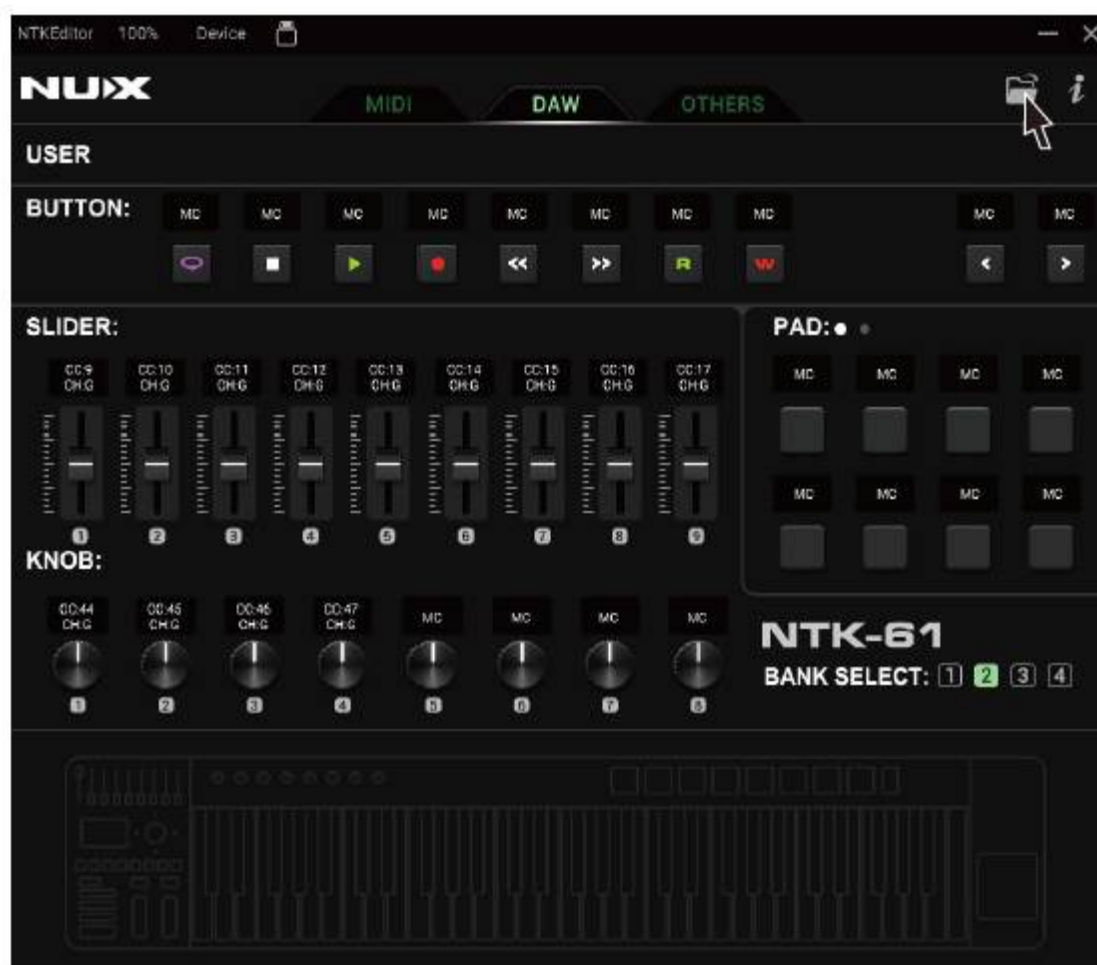 NTKEditor 100% Device
NUX
MIDI DAW OTHERS
USER
BUTTON: MC MC MC MC MC MC MC MC MC MC
R W
SLIDER:
PAD:
CC:9 CC:10 CC:11 CC:12 CC:13 CC:14 CC:15 CC:16 CC:17
CH:G CH:G CH:G CH:G CH:G CH:G CH:G CH:G CH:G
MC MC MC MC
MC MC MC MC
1 2 3 4 5 6 7 8 9
KNOB:
CC:44 CC:45 CC:46 CC:47 MC MC MC MC
CH:G CH:G CH:G CH:G
1 2 3 4 5 6 7 8
NTK-61
BANK SELECT: 1 2 3 4